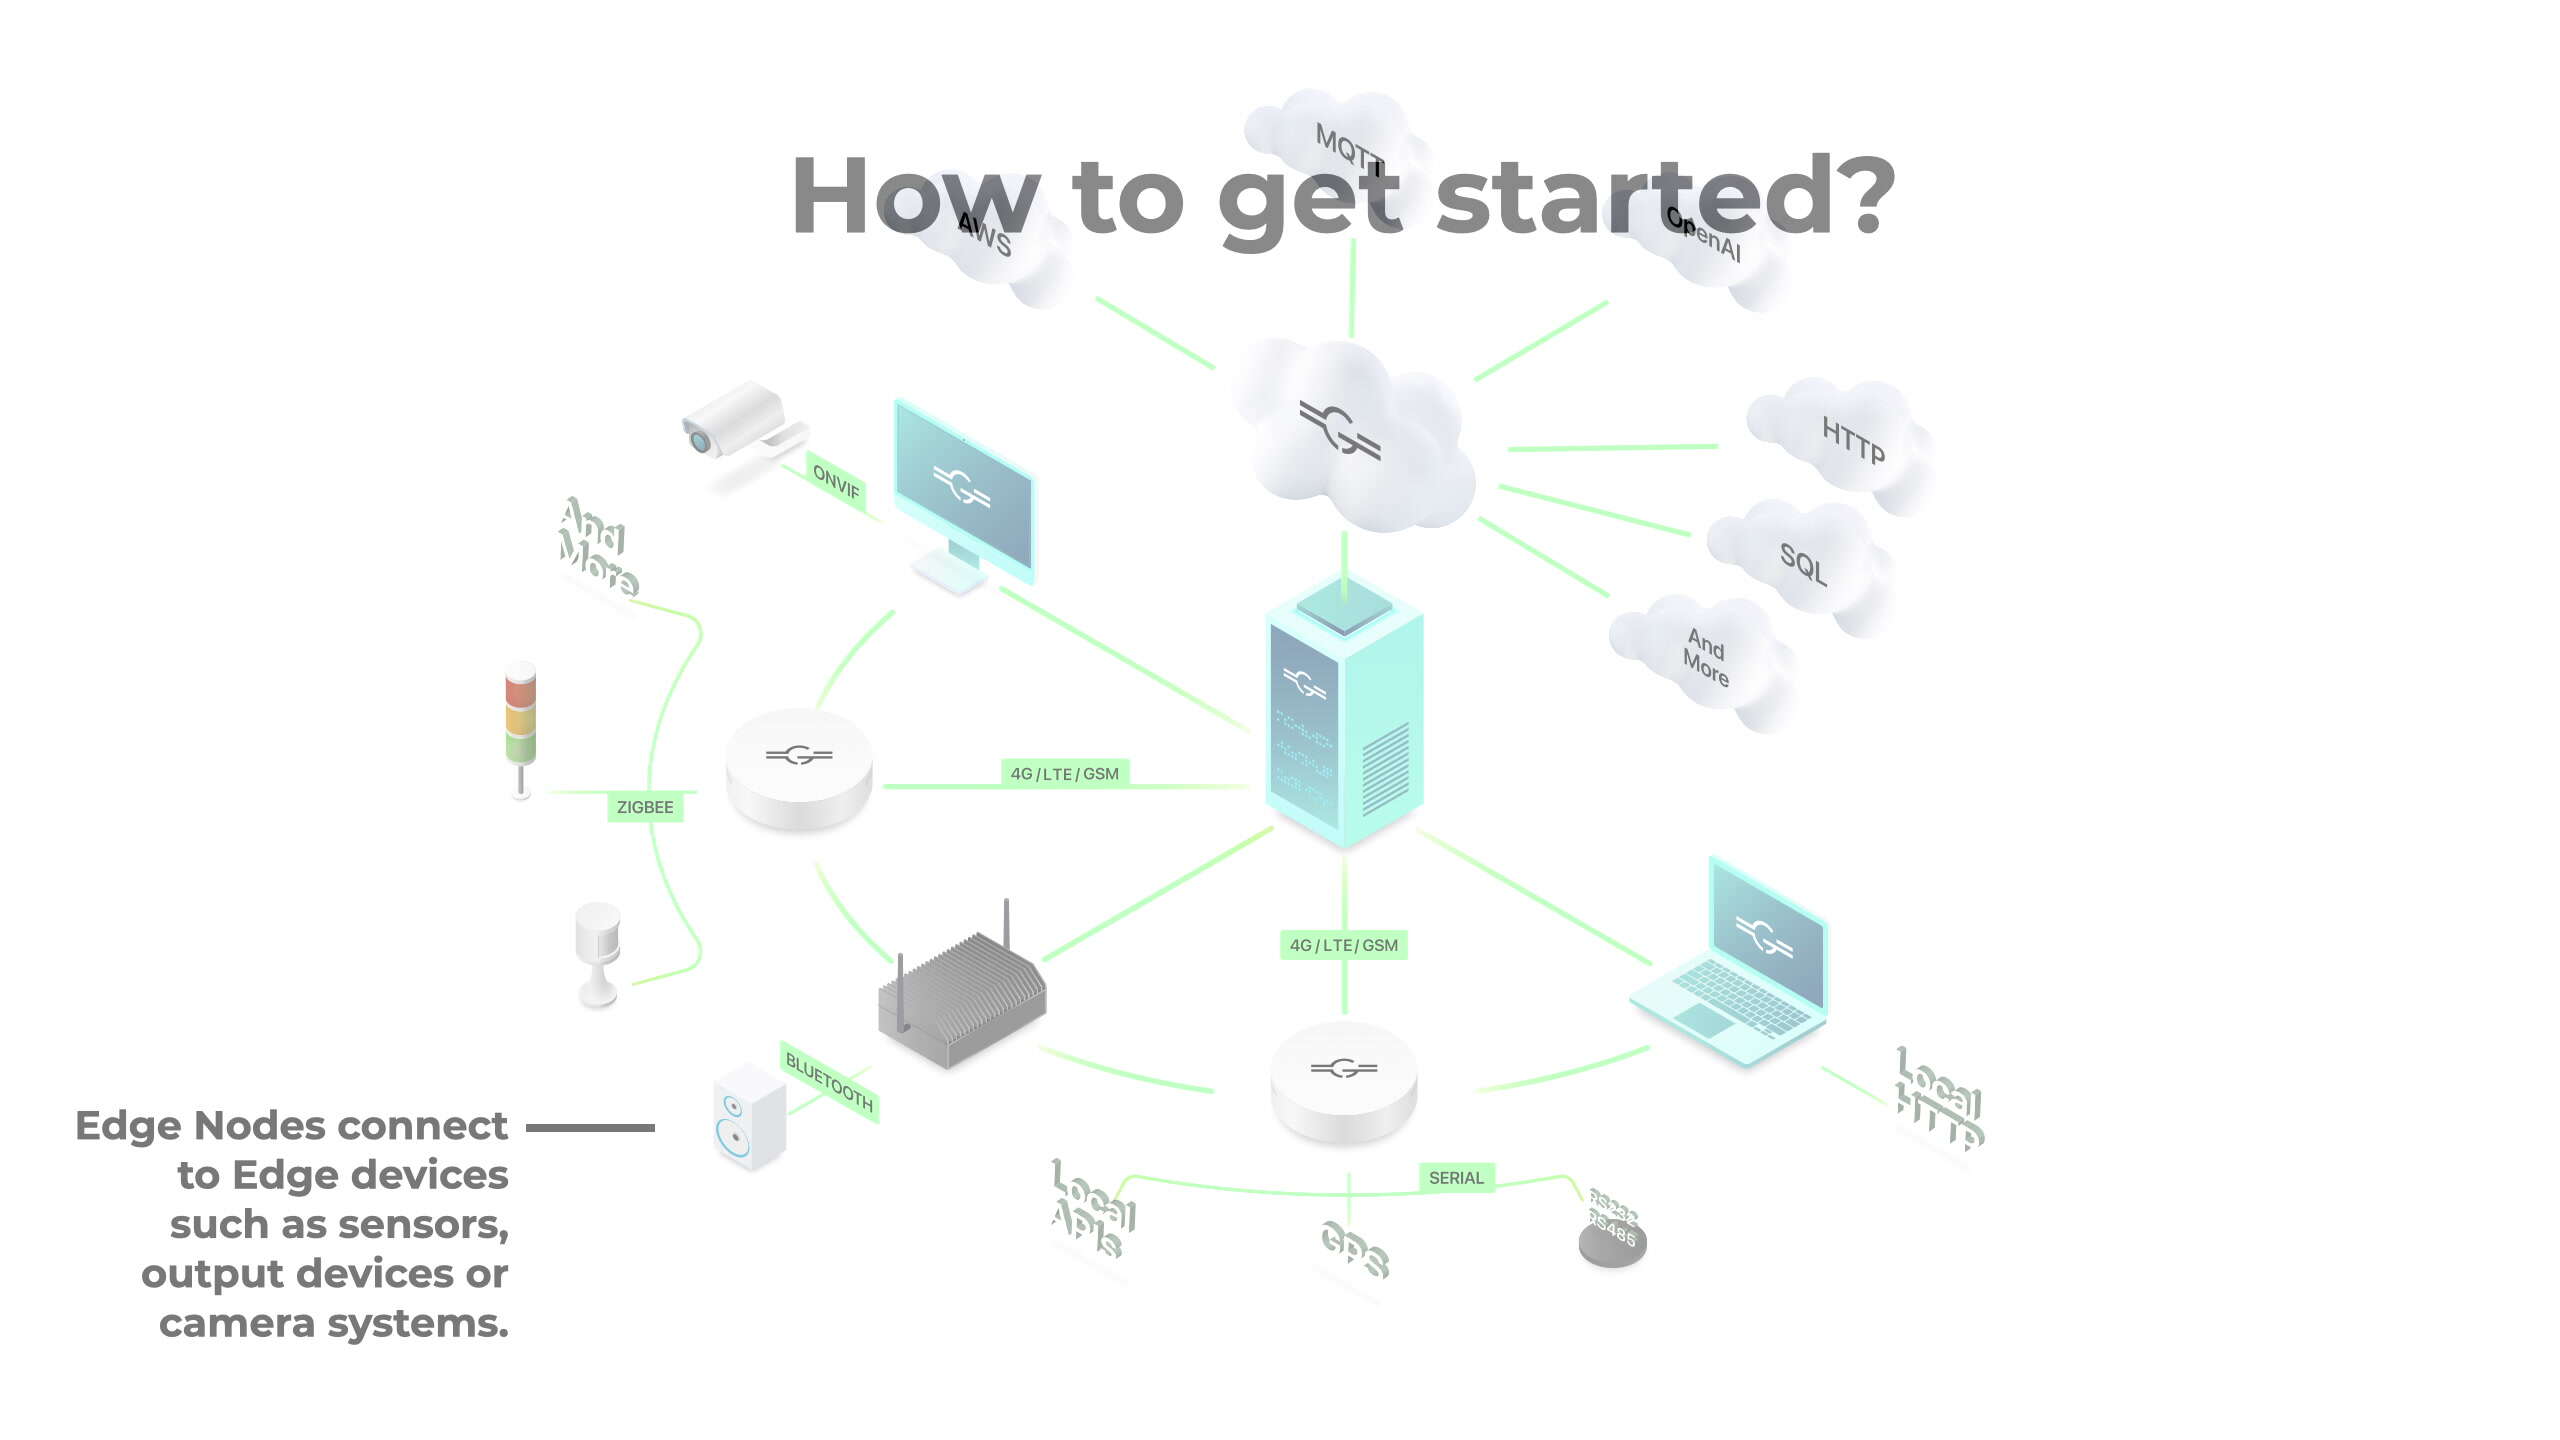 MQTT
How to get started?
AWS
OpenAI
HTTP
ONVIF
And
More
SQL
And
More
4G / LTE / GSM
ZIGBEE
4G / LTE / GSM
BLUETOOTH
Local
HTTP
Edge Nodes connect
to Edge devices
such as sensors,
output devices or
camera systems.
SERIAL
Local
APIs
GPS
RS232
RS485